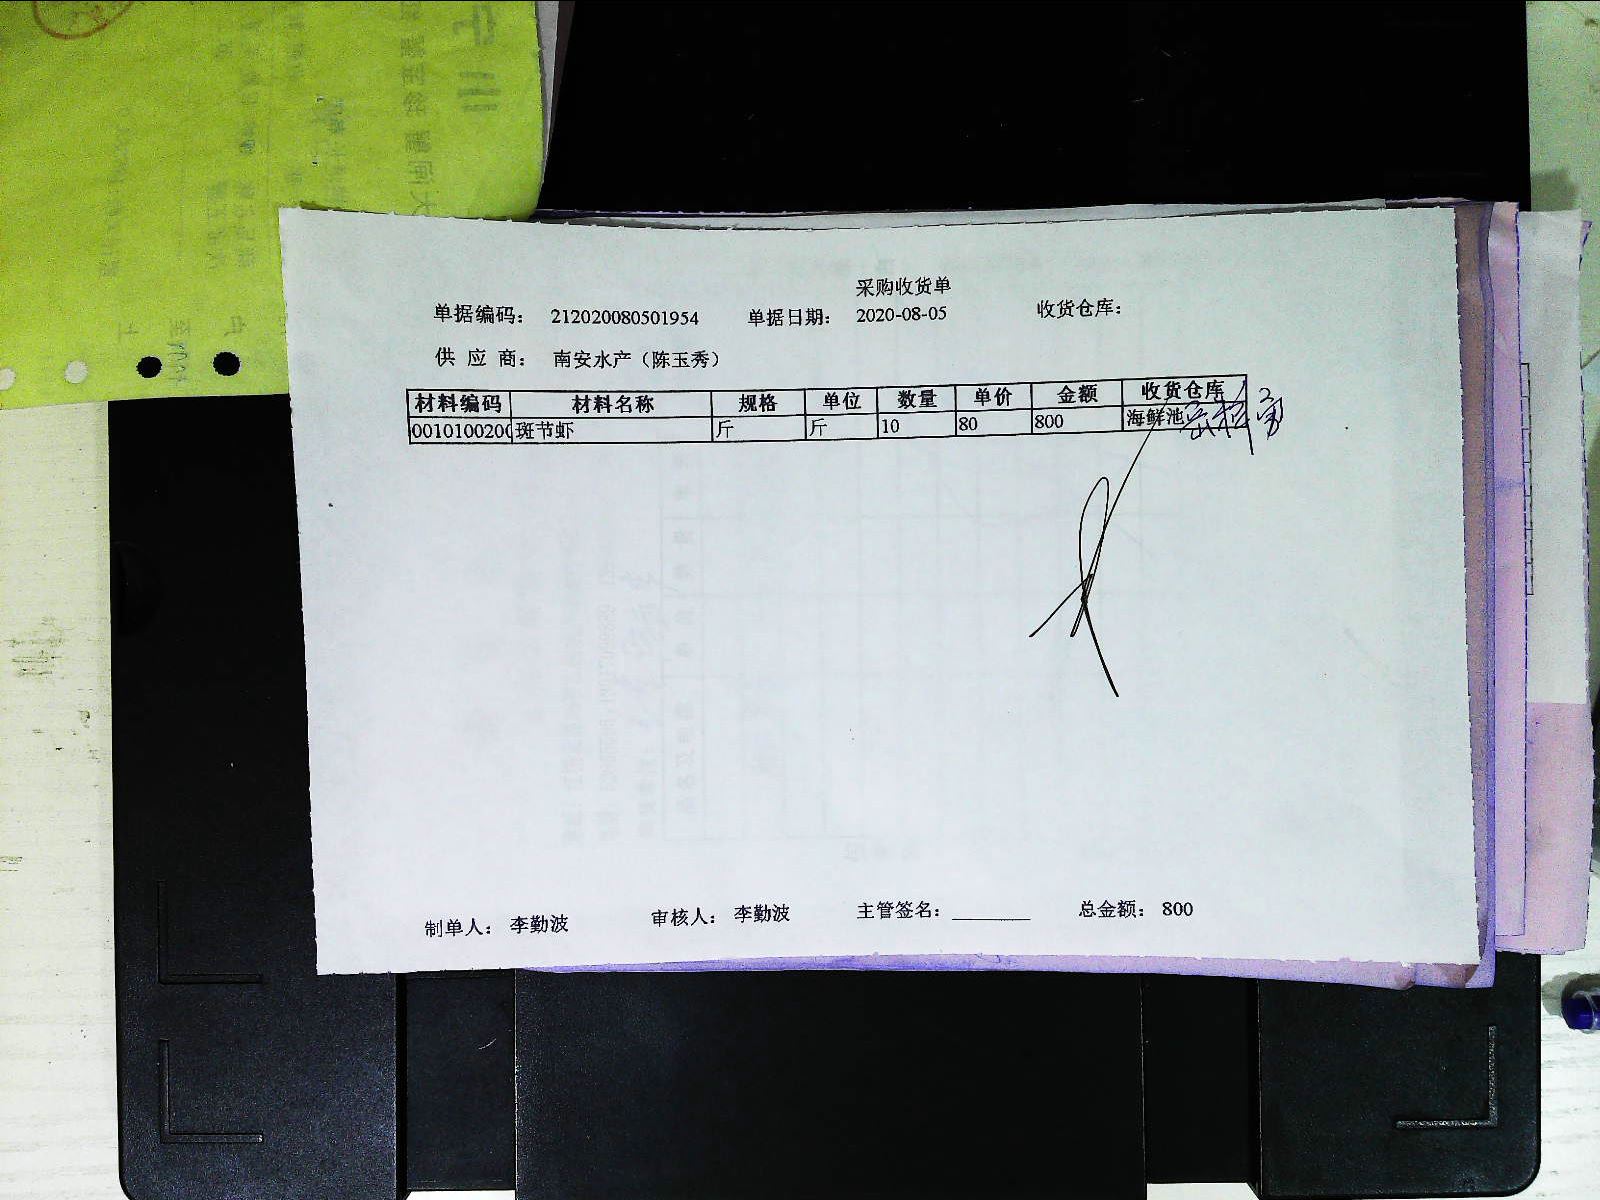 采购收货单
单据编码： 212020080501954 单据日期： 2020-08-05 收货仓库：
供 应 商： 南安水产（陈玉秀）
材料编码 材料名称 规格 单位 数量 单价 金额 收货仓库
0010100200 斑节虾 斤 斤 10 80 800 海鲜池
制单人： 李勤波 审核人： 李勤波 主管签名： ________ 总金额： 800